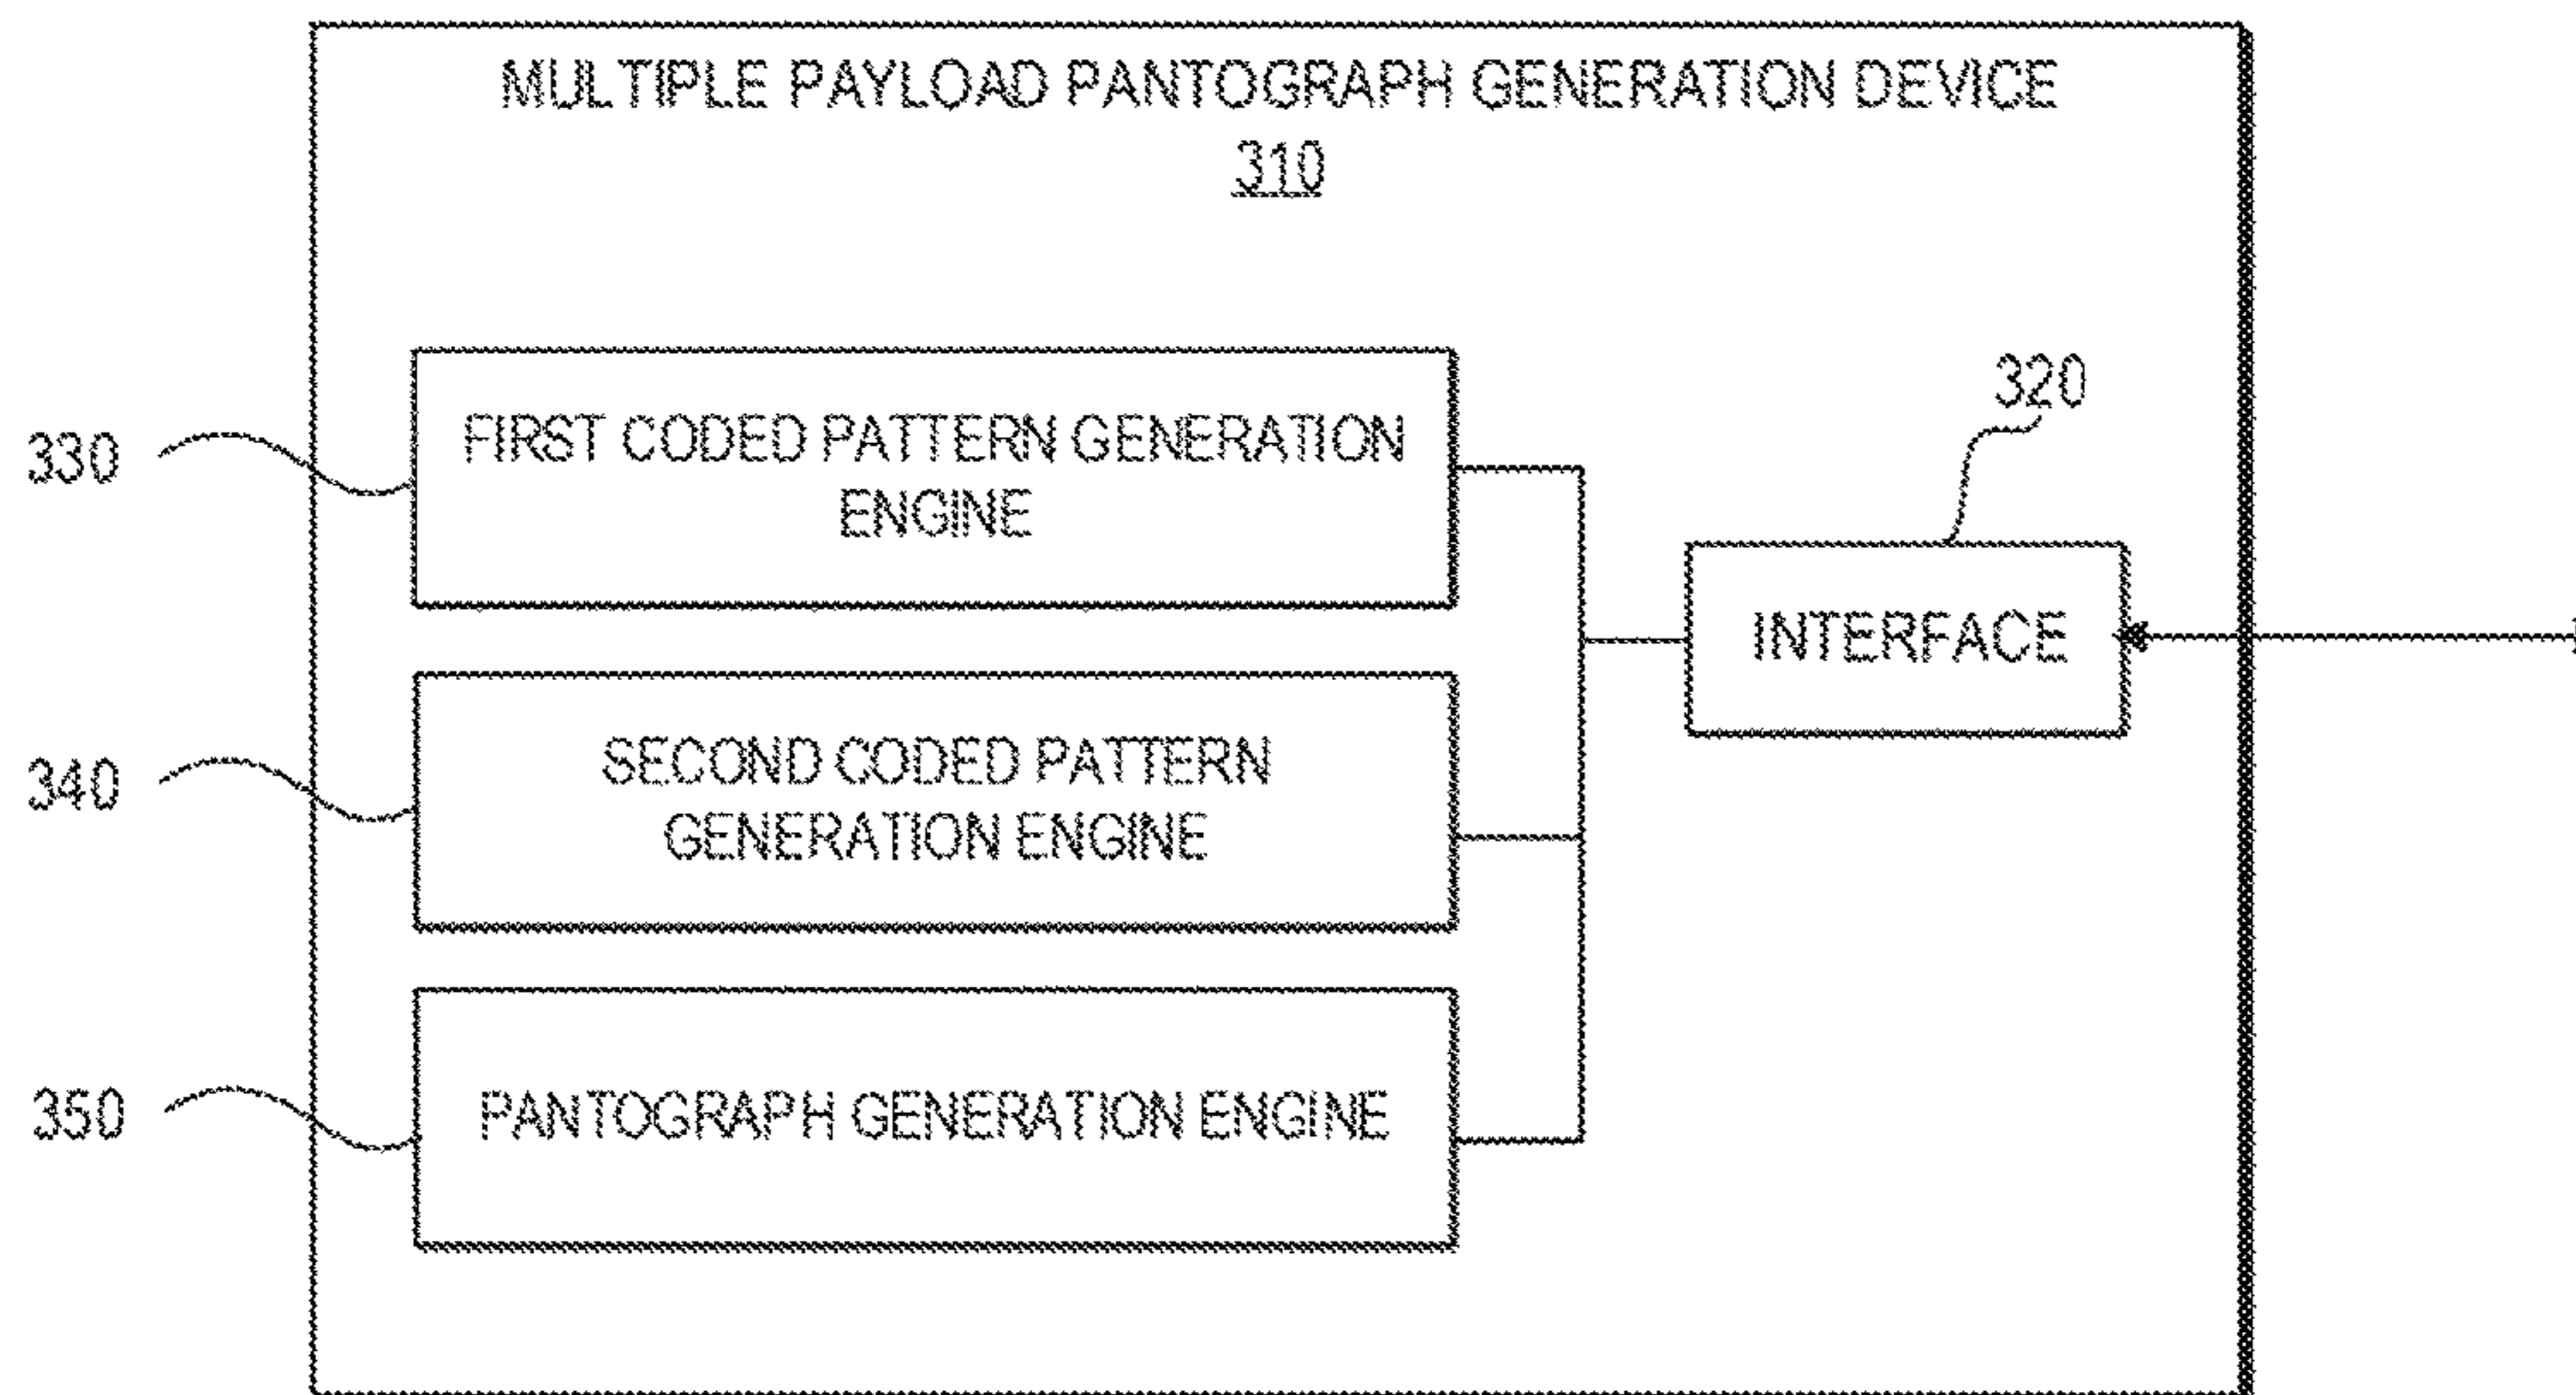 MULTIPLE PAYLOAD PANTOGRAPH GENERATION DEVICE
310
320
330
FIRST CODED PATTERN GENERATION
ENGINE
INTERFACE
340
SECOND CODED PATTERN
GENERATION ENGINE
350
PANTOGRAPH GENERATION ENGINE